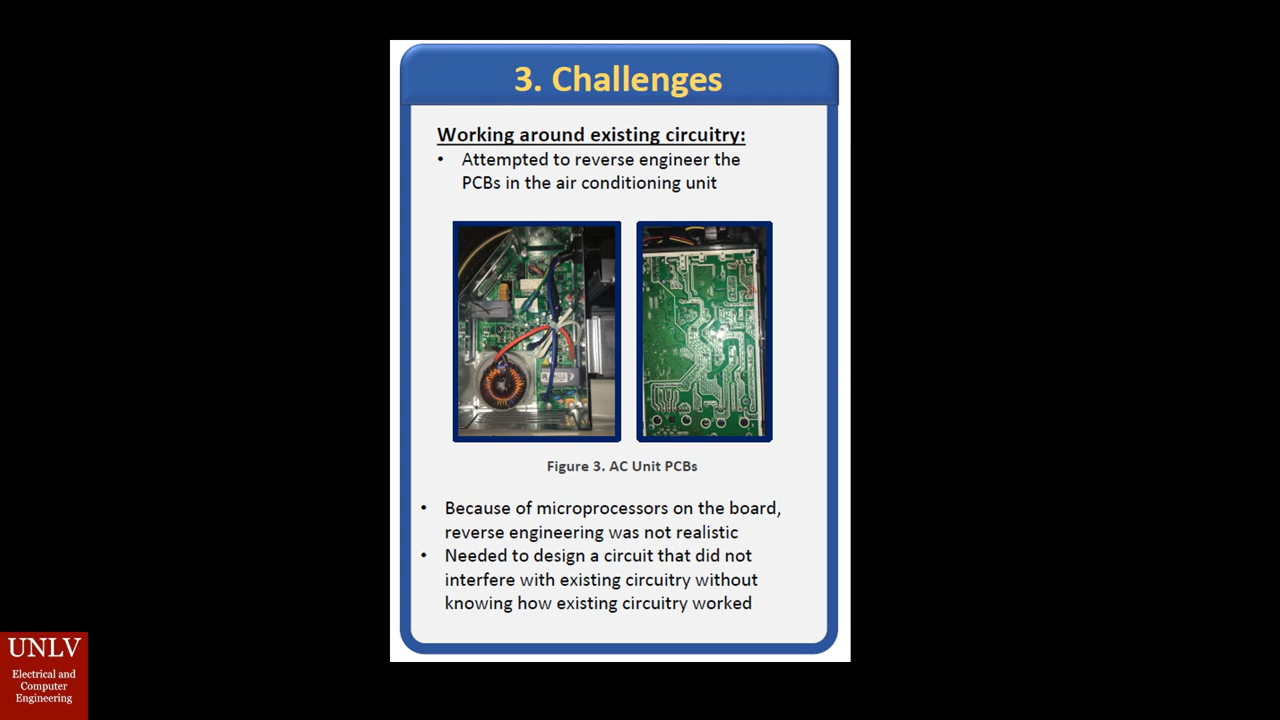 3. Challenges
Working around existing circuitry:
• Attempted to reverse engineer the
PCBs in the air conditioning unit
Figure 3. AC Unit PCBs
• Because of microprocessors on the board,
reverse engineering was not realistic
• Needed to design a circuit that did not
interfere with existing circuitry without
knowing how existing circuitry worked
UNLV
Electrical and
Computer
Engineering